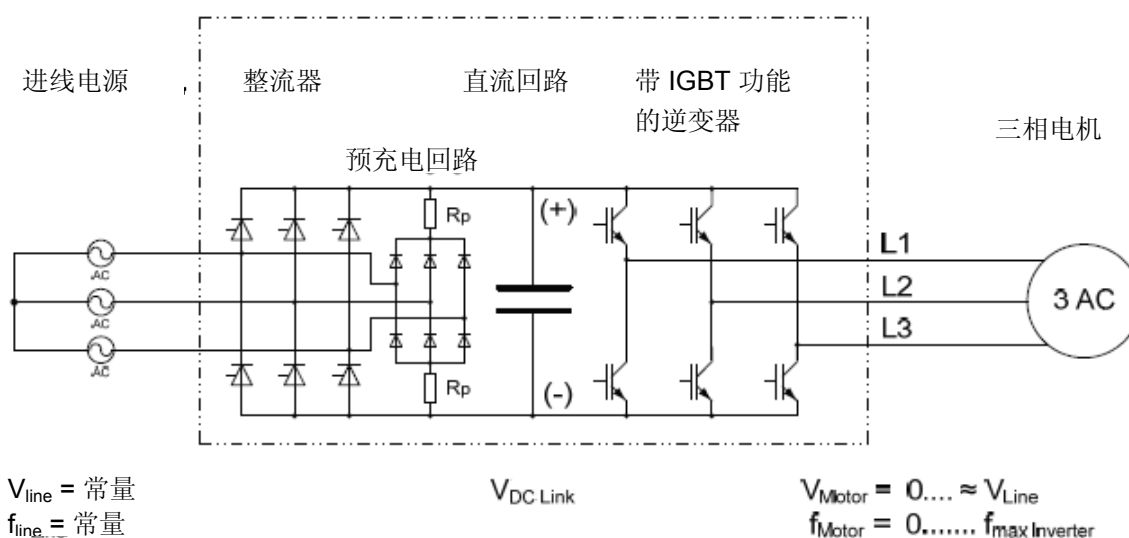 进线电源
整流器
直流回路
带 IGBT 功能
的逆变器
三相电机
预充电回路
Rp
(+)
L1
AC
L2
3 AC
AC
L3
AC
Rp
(-)
Vline = 常量
VDC Link
VMotor = 0.... ≈ VLine
fline = 常量
fMotor = 0....... fmax Inverter